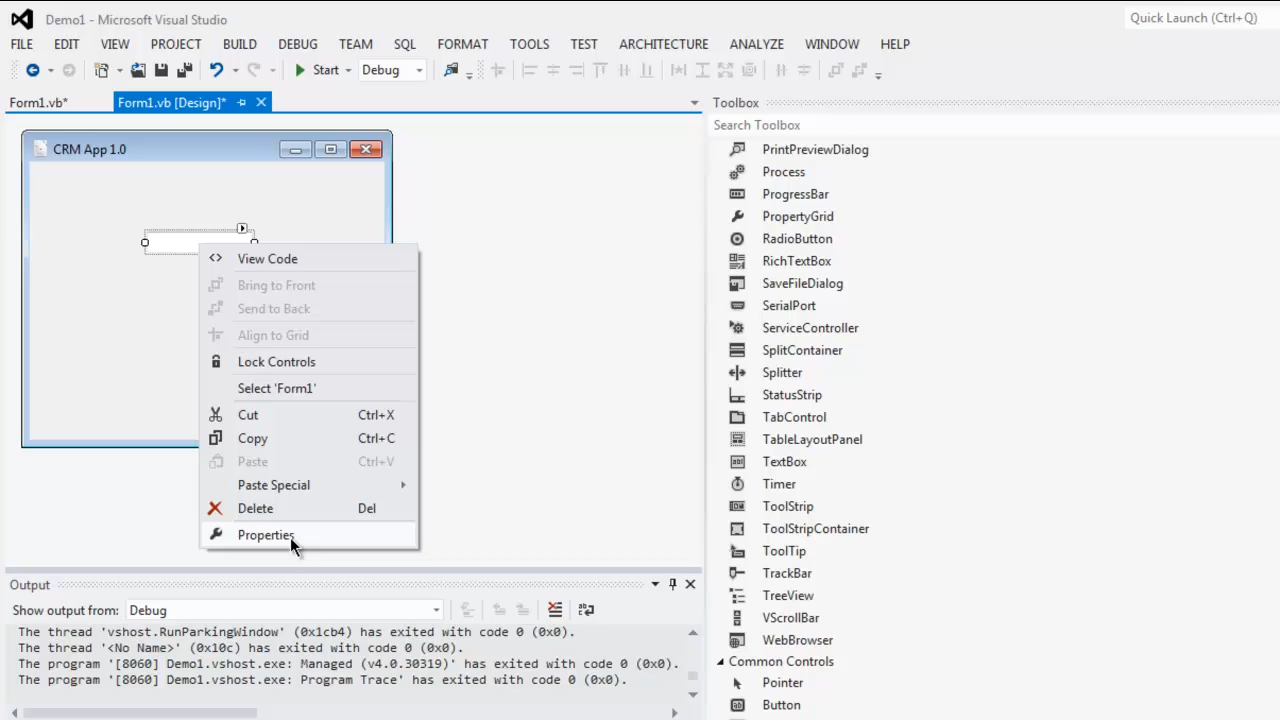 Demo1 - Microsoft Visual Studio
Quick Launch (Ctrl+Q)
FILE EDIT VIEW PROJECT BUILD DEBUG TEAM SQL FORMAT TOOLS TEST ARCHITECTURE ANALYZE WINDOW HELP
Start Debug
Form1.vb* Form1.vb [Design]*
CRM App 1.0
View Code
Bring to Front
Send to Back
Align to Grid
Lock Controls
Select 'Form1'
Cut Ctrl+X
Copy Ctrl+C
Paste Ctrl+V
Paste Special
Delete Del
Properties
Output
Show output from: Debug
The thread 'vshost.RunParkingWindow' (0x1cb4) has exited with code 0 (0x0).
The thread '<No Name>' (0x10c) has exited with code 0 (0x0).
The program '[8060] Demo1.vshost.exe: Managed (v4.0.30319)' has exited with code 0 (0x0).
The program '[8060] Demo1.vshost.exe: Program Trace' has exited with code 0 (0x0).
Toolbox
Search Toolbox
PrintPreviewDialog
Process
ProgressBar
PropertyGrid
RadioButton
RichTextBox
SaveFileDialog
SerialPort
ServiceController
SplitContainer
Splitter
StatusStrip
TabControl
TableLayoutPanel
TextBox
Timer
ToolStrip
ToolStripContainer
ToolTip
TrackBar
TreeView
VScrollBar
WebBrowser
Common Controls
Pointer
Button